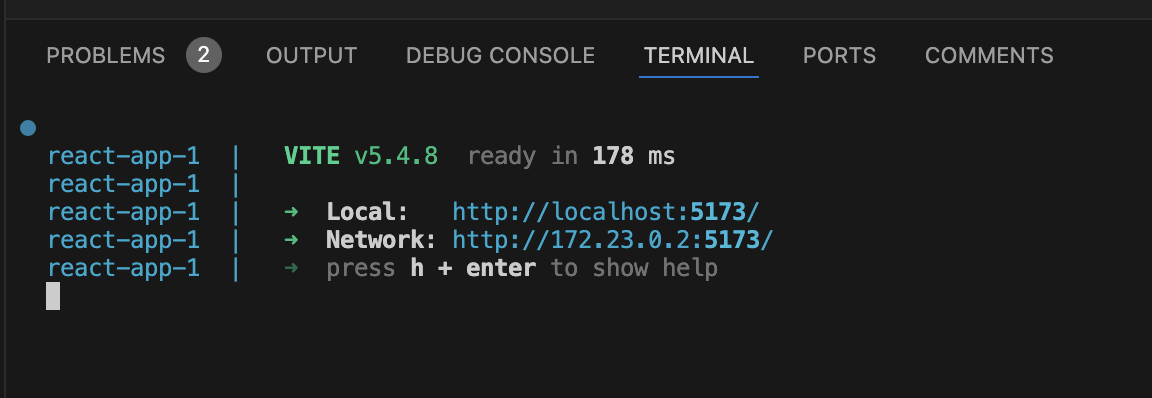 PROBLEMS 2 OUTPUT DEBUG CONSOLE TERMINAL PORTS COMMENTS
react-app-1 | VITE v5.4.8 ready in 178 ms
react-app-1 |
react-app-1 | ➜ Local: http://localhost:5173/
react-app-1 | ➜ Network: http://172.23.0.2:5173/
react-app-1 | ➜ press h + enter to show help